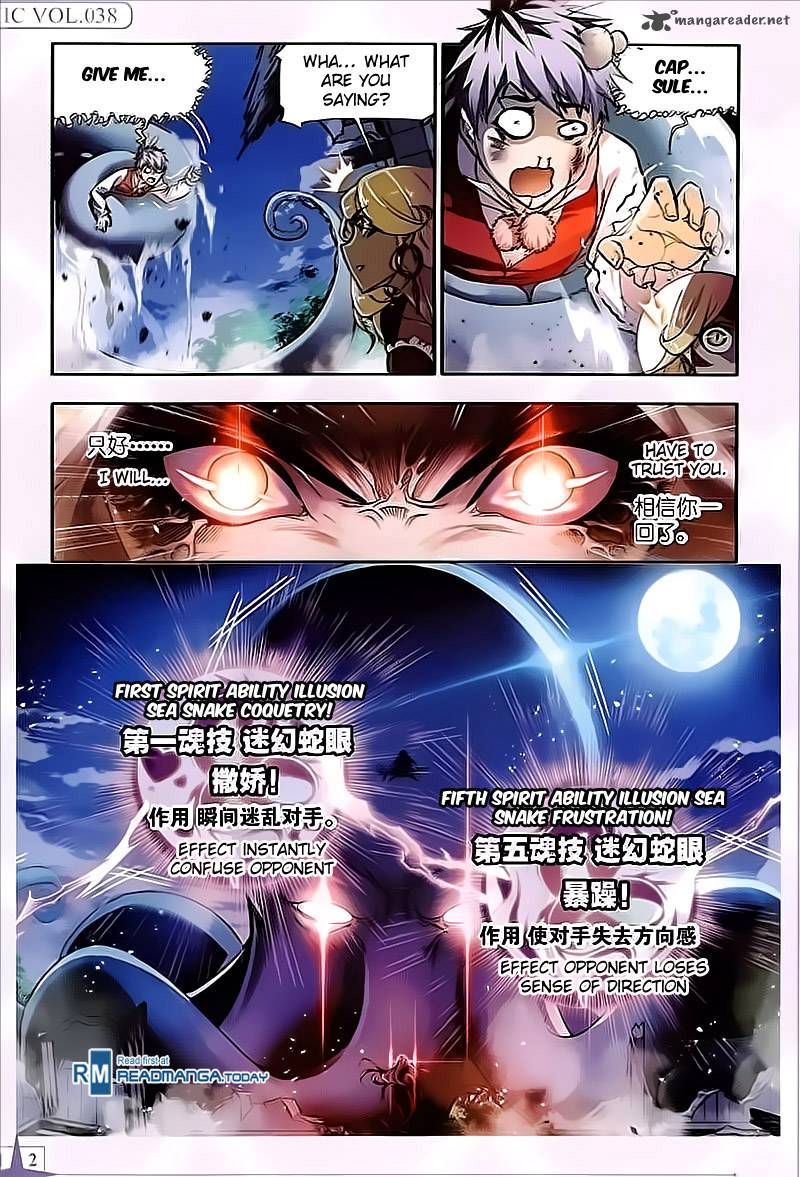 IC VOL.038
mangareader.net
GIVE ME...
WHA... WHAT
ARE YOU
SAYING?
CAP...
SULE...
只好……
I WILL...
HAVE TO
TRUST YOU.
相信你一
回了。
FIRST SPIRIT ABILITY ILLUSION
SEA SNAKE COQUETRY!
第一魂技 迷幻蛇眼
撒娇!
作用 瞬间迷乱对手。
EFFECT INSTANTLY
CONFUSE OPPONENT
FIFTH SPIRIT ABILITY ILLUSION SEA
SNAKE FRUSTRATION!
第五魂技 迷幻蛇眼
暴躁!
作用 使对手失去方向感
EFFECT OPPONENT LOSES
SENSE OF DIRECTION
RM
Read first at
READMANGA.TODAY
2